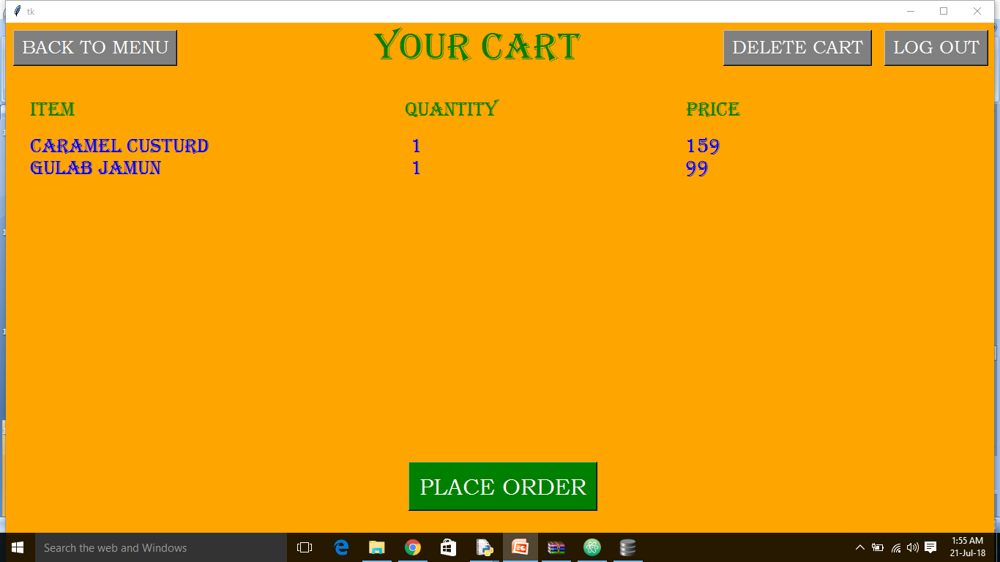 tk
BACK TO MENU
YOUR CART
DELETE CART
LOG OUT
ITEM QUANTITY PRICE
CARAMEL CUSTURD 1 159
GULAB JAMUN 1 99
PLACE ORDER
Search the web and Windows
1:55 AM
21-Jul-18